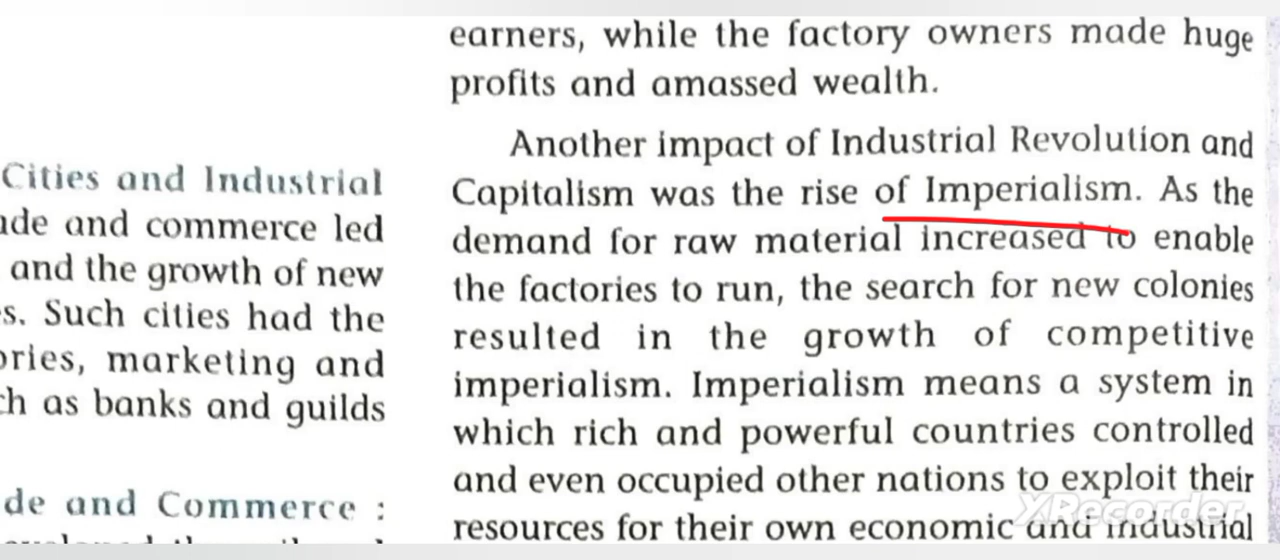 Cities and Industrial
and commerce led
and the growth of new
Such cities had the
marketing and
as banks and guilds
de and Commerce :
earners, while the factory owners made huge
profits and amassed wealth.
Another impact of Industrial Revolution and
Capitalism was the rise of Imperialism. As the
demand for raw material increased to enable
the factories to run, the search for new colonies
resulted in the growth of competitive
imperialism. Imperialism means a system in
which rich and powerful countries controlled
and even occupied other nations to exploit their
resources for their own economic and industrial
XRecorder